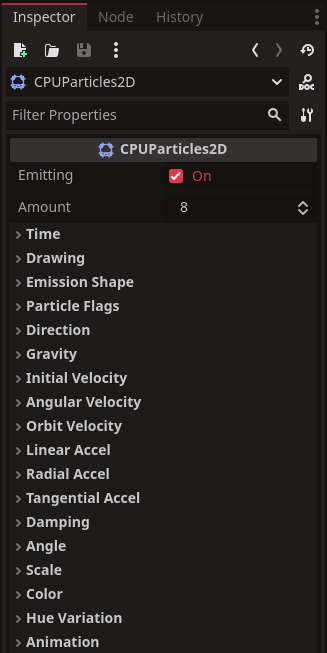 Inspector Node History
CPUParticles2D DOC
Filter Properties
CPUParticles2D
Emitting On
Amount 8
Time
Drawing
Emission Shape
Particle Flags
Direction
Gravity
Initial Velocity
Angular Velocity
Orbit Velocity
Linear Accel
Radial Accel
Tangential Accel
Damping
Angle
Scale
Color
Hue Variation
Animation